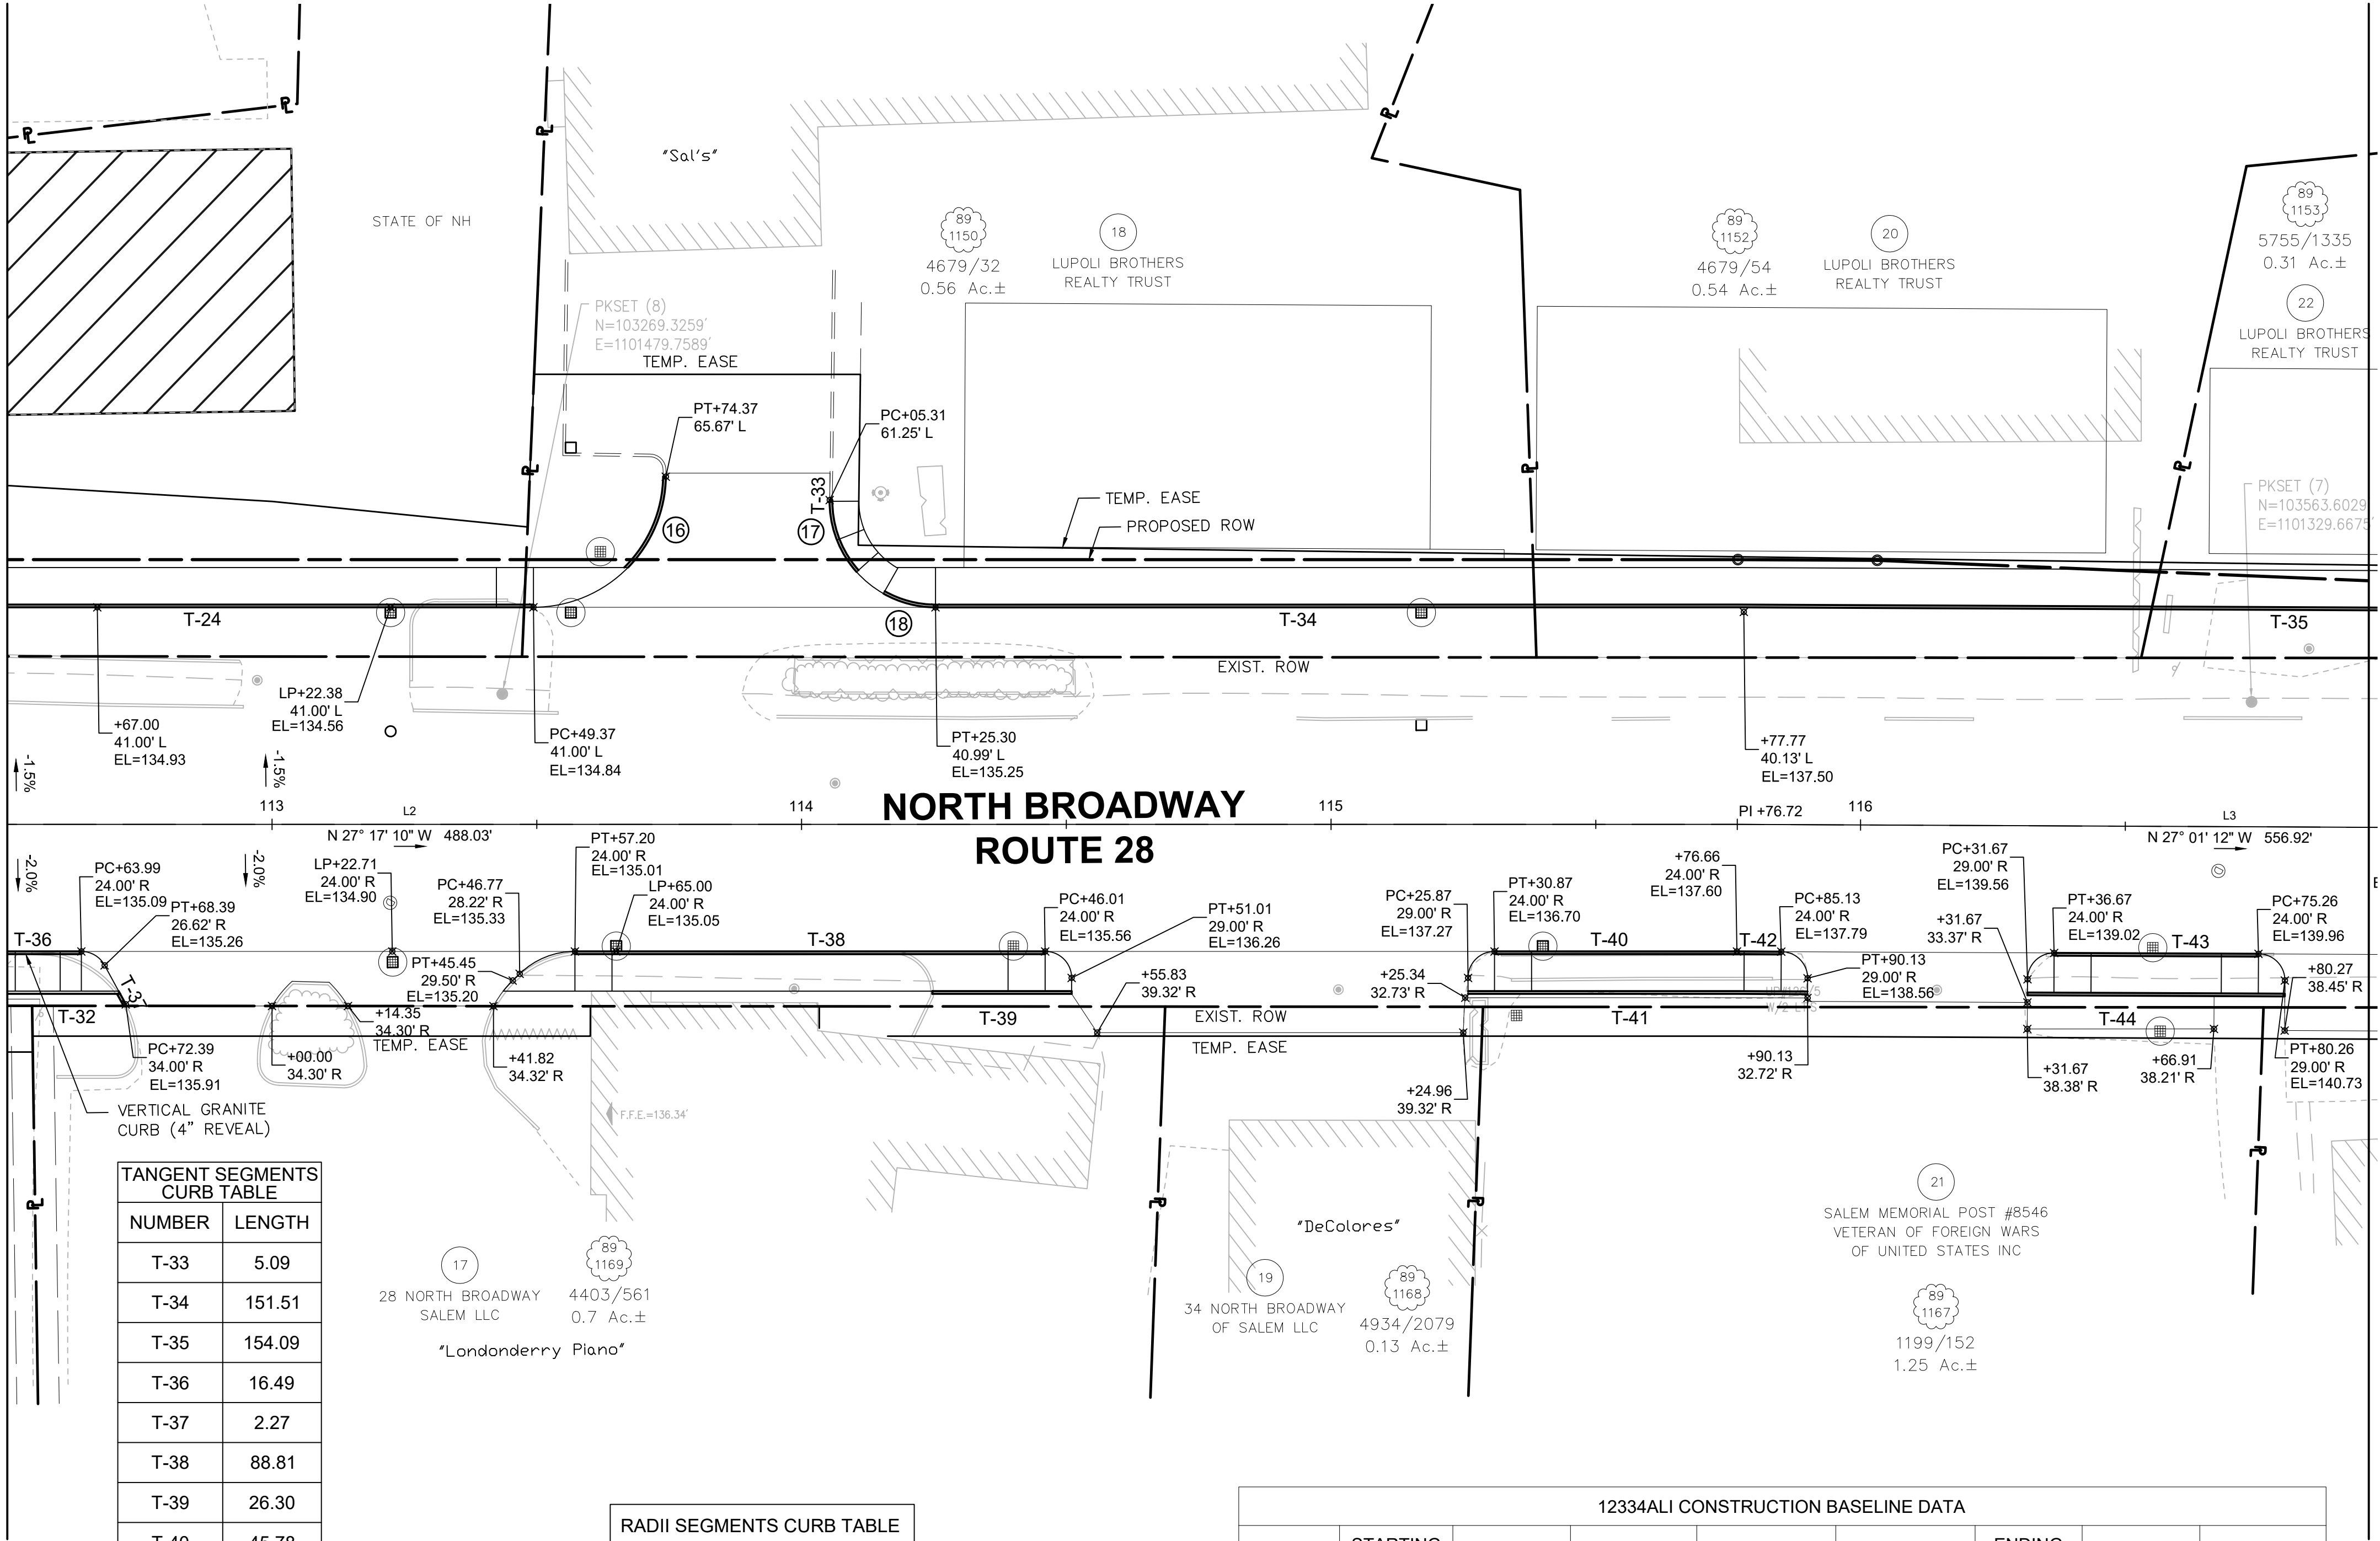 "Sal's"
STATE OF NH
89
1150
4679/32
0.56 Ac.±
18
LUPOLI BROTHERS
REALTY TRUST
89
1152
4679/54
0.54 Ac.±
20
LUPOLI BROTHERS
REALTY TRUST
89
1153
5755/1335
0.31 Ac.±
22
LUPOLI BROTHERS
REALTY TRUST
PKSET (8)
N=103269.3259'
E=1101479.7589'
TEMP. EASE
PT+74.37
65.67' L
PC+05.31
61.25' L
T-33
16
17
18
TEMP. EASE
PROPOSED ROW
PKSET (7)
N=103563.6029
E=1101329.6675'
T-24
T-34
T-35
EXIST. ROW
LP+22.38
41.00' L
EL=134.56
+67.00
41.00' L
EL=134.93
PC+49.37
41.00' L
EL=134.84
PT+25.30
40.99' L
EL=135.25
+77.77
40.13' L
EL=137.50
-1.5%
-1.5%
113
L2
114
NORTH BROADWAY
115
PI +76.72
116
L3
N 27° 17' 10" W 488.03'
ROUTE 28
N 27° 01' 12" W 556.92'
-2.0%
-2.0%
PC+63.99
24.00' R
EL=135.09
PT+68.39
26.62' R
EL=135.26
LP+22.71
24.00' R
EL=134.90
PC+46.77
28.22' R
EL=135.33
PT+57.20
24.00' R
EL=135.01
LP+65.00
24.00' R
EL=135.05
PC+46.01
24.00' R
EL=135.56
PT+51.01
29.00' R
EL=136.26
PC+25.87
29.00' R
EL=137.27
PT+30.87
24.00' R
EL=136.70
+76.66
24.00' R
EL=137.60
PC+85.13
24.00' R
EL=137.79
PC+31.67
29.00' R
EL=139.56
PT+36.67
24.00' R
EL=139.02
PC+75.26
24.00' R
EL=139.96
T-36
T-38
T-40
T-42
T-43
PT+45.45
29.50' R
EL=135.20
+55.83
39.32' R
+25.34
32.73' R
PT+90.13
29.00' R
EL=138.56
+31.67
33.37' R
+80.27
38.45' R
T-37
T-32
T-39
EXIST. ROW
T-41
T-44
+14.35
34.30' R
TEMP. EASE
TEMP. EASE
PC+72.39
34.00' R
EL=135.91
+00.00
34.30' R
+41.82
34.32' R
+24.96
39.32' R
+90.13
32.72' R
+31.67
38.38' R
+66.91
38.21' R
PT+80.26
29.00' R
EL=140.73
VERTICAL GRANITE
CURB (4" REVEAL)
F.F.E.=136.34'
TANGENT SEGMENTS
CURB TABLE
NUMBER LENGTH
T-33 5.09
T-34 151.51
T-35 154.09
T-36 16.49
T-37 2.27
T-38 88.81
T-39 26.30
17
28 NORTH BROADWAY
SALEM LLC
89
1169
4403/561
0.7 Ac.±
"Londonderry Piano"
"DeColores"
19
34 NORTH BROADWAY
OF SALEM LLC
89
1168
4934/2079
0.13 Ac.±
21
SALEM MEMORIAL POST #8546
VETERAN OF FOREIGN WARS
OF UNITED STATES INC
89
1167
1199/152
1.25 Ac.±
RADII SEGMENTS CURB TABLE
12334ALI CONSTRUCTION BASELINE DATA